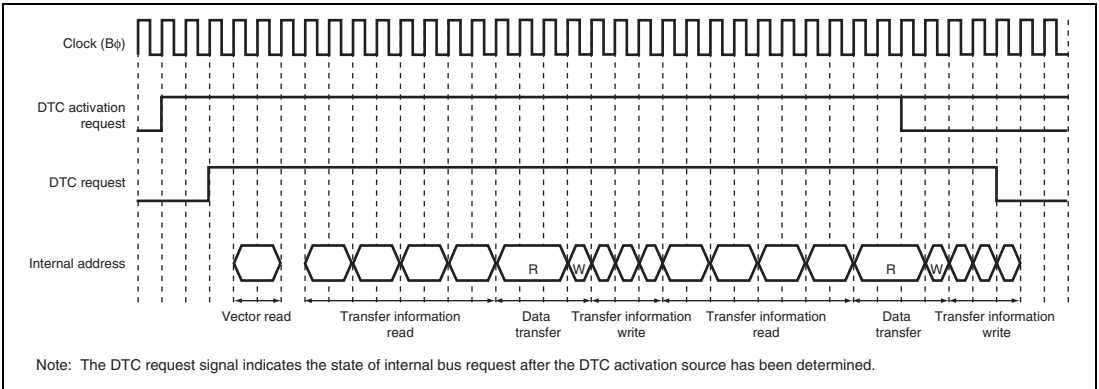 Clock (Bϕ)
DTC activation
request
DTC request
Internal address
R
W
R
W
Vector read
Transfer information
read
Data
transfer
Transfer information
write
Transfer information
read
Data
transfer
Transfer information
write
Note: The DTC request signal indicates the state of internal bus request after the DTC activation source has been determined.